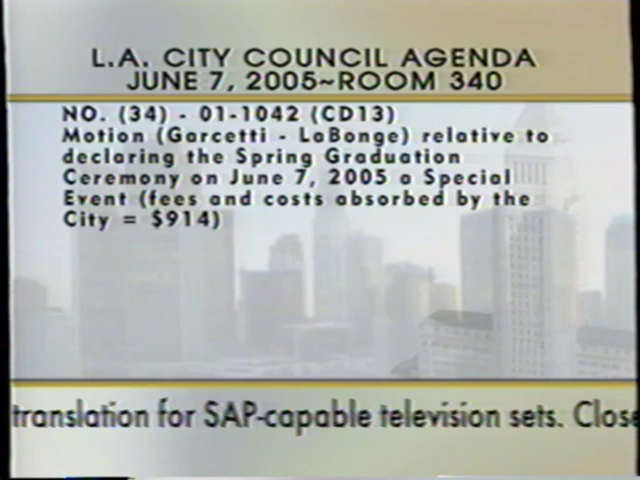 L.A. CITY COUNCIL AGENDA
JUNE 7, 2005~ROOM 340
NO. (34) - 01-1042 (CD13)
Motion (Garcetti - LaBonge) relative to
declaring the Spring Graduation
Ceremony on June 7, 2005 a Special
Event (fees and costs absorbed by the
City = $914)
translation for SAP-capable television sets. Close